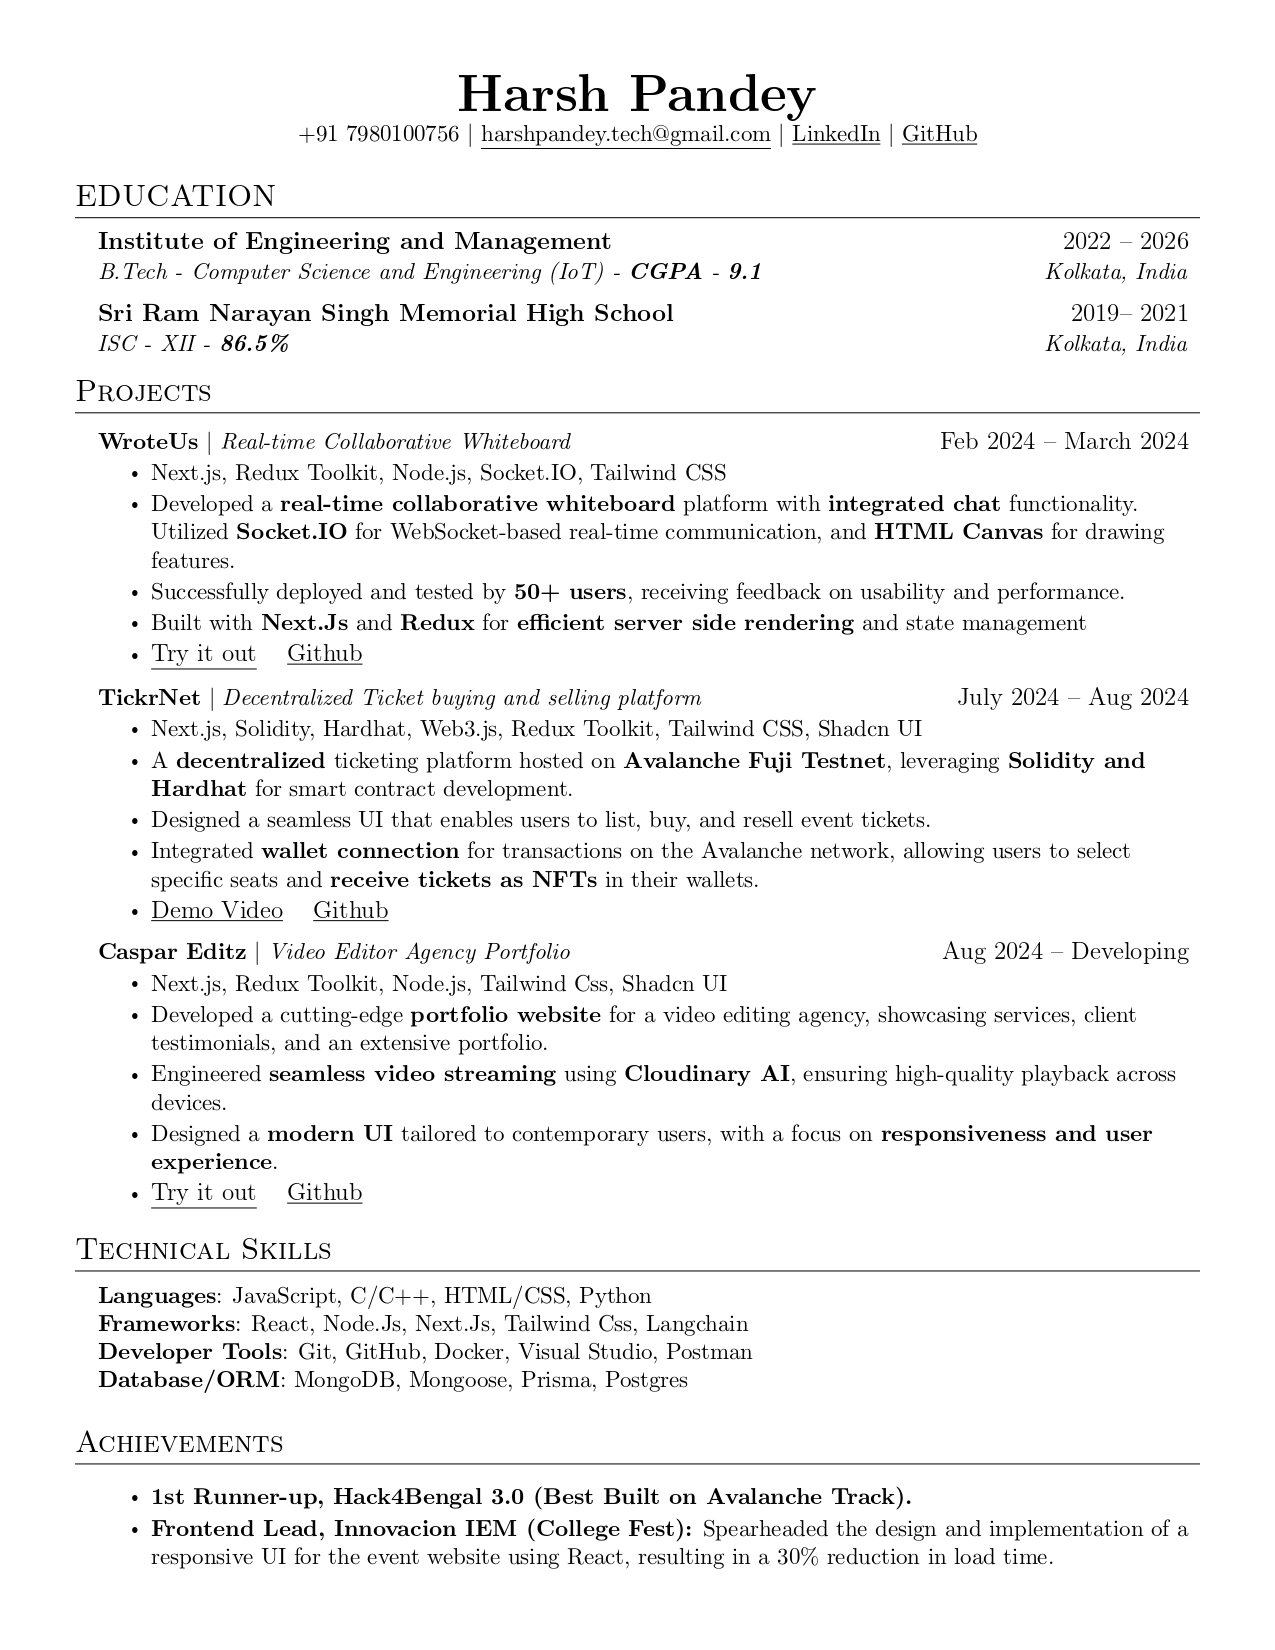 Harsh Pandey
+91 7980100756 | harshpandey.tech@gmail.com | LinkedIn | GitHub
EDUCATION
Institute of Engineering and Management 2022 – 2026
B.Tech - Computer Science and Engineering (IoT) - CGPA - 9.1 Kolkata, India
Sri Ram Narayan Singh Memorial High School 2019– 2021
ISC - XII - 86.5% Kolkata, India
Projects
WroteUs | Real-time Collaborative Whiteboard Feb 2024 – March 2024
• Next.js, Redux Toolkit, Node.js, Socket.IO, Tailwind CSS
• Developed a real-time collaborative whiteboard platform with integrated chat functionality.
Utilized Socket.IO for WebSocket-based real-time communication, and HTML Canvas for drawing
features.
• Successfully deployed and tested by 50+ users, receiving feedback on usability and performance.
• Built with Next.Js and Redux for efficient server side rendering and state management
• Try it out Github
TickrNet | Decentralized Ticket buying and selling platform July 2024 – Aug 2024
• Next.js, Solidity, Hardhat, Web3.js, Redux Toolkit, Tailwind CSS, Shadcn UI
• A decentralized ticketing platform hosted on Avalanche Fuji Testnet, leveraging Solidity and
Hardhat for smart contract development.
• Designed a seamless UI that enables users to list, buy, and resell event tickets.
• Integrated wallet connection for transactions on the Avalanche network, allowing users to select
specific seats and receive tickets as NFTs in their wallets.
• Demo Video Github
Caspar Editz | Video Editor Agency Portfolio Aug 2024 – Developing
• Next.js, Redux Toolkit, Node.js, Tailwind Css, Shadcn UI
• Developed a cutting-edge portfolio website for a video editing agency, showcasing services, client
testimonials, and an extensive portfolio.
• Engineered seamless video streaming using Cloudinary AI, ensuring high-quality playback across
devices.
• Designed a modern UI tailored to contemporary users, with a focus on responsiveness and user
experience.
• Try it out Github
Technical Skills
Languages: JavaScript, C/C++, HTML/CSS, Python
Frameworks: React, Node.Js, Next.Js, Tailwind Css, Langchain
Developer Tools: Git, GitHub, Docker, Visual Studio, Postman
Database/ORM: MongoDB, Mongoose, Prisma, Postgres
Achievements
• 1st Runner-up, Hack4Bengal 3.0 (Best Built on Avalanche Track).
• Frontend Lead, Innovacion IEM (College Fest): Spearheaded the design and implementation of a
responsive UI for the event website using React, resulting in a 30% reduction in load time.